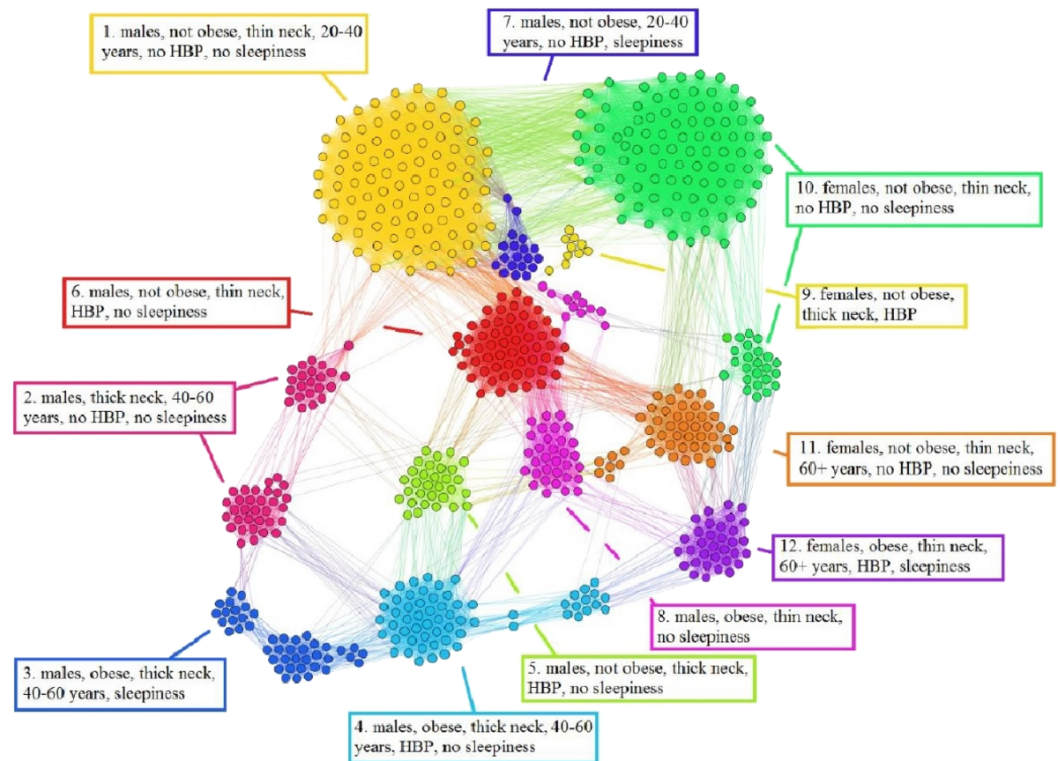 1. males, not obese, thin neck, 20-40
years, no HBP, no sleepiness
7. males, not obese, 20-40
years, no HBP, sleepiness
10. females, not obese, thin neck,
no HBP, no sleepiness
6. males, not obese, thin neck,
HBP, no sleepiness
9. females, not obese,
thick neck, HBP
2. males, thick neck, 40-60
years, no HBP, no sleepiness
11. females, not obese, thin neck,
60+ years, no HBP, no sleepeiness
12. females, obese, thin neck,
60+ years, HBP, sleepiness
8. males, obese, thin neck,
no sleepiness
3. males, obese, thick neck,
40-60 years, sleepiness
5. males, not obese, thick neck,
HBP, no sleepiness
4. males, obese, thick neck, 40-60
years, HBP, no sleepiness